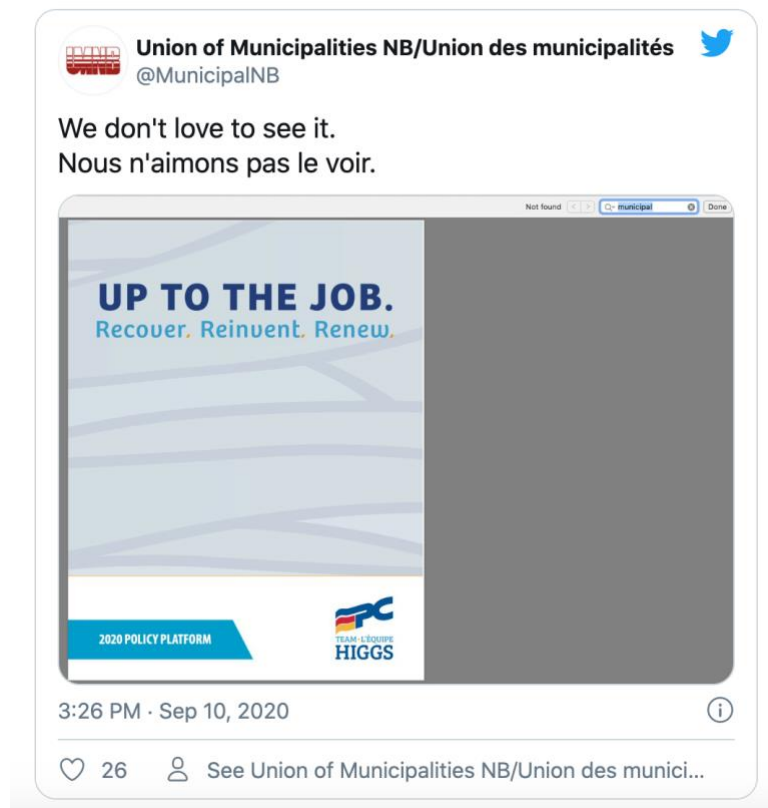 UMNB
Union of Municipalities NB/Union des municipalités
@MunicipalNB
We don't love to see it.
Nous n'aimons pas le voir.
Not found < > municipal Done
UP TO THE JOB.
Recover. Reinvent. Renew.
2020 POLICY PLATFORM
PC
TEAM • L'ÉQUIPE
HIGGS
3:26 PM · Sep 10, 2020
26 See Union of Municipalities NB/Union des munici...